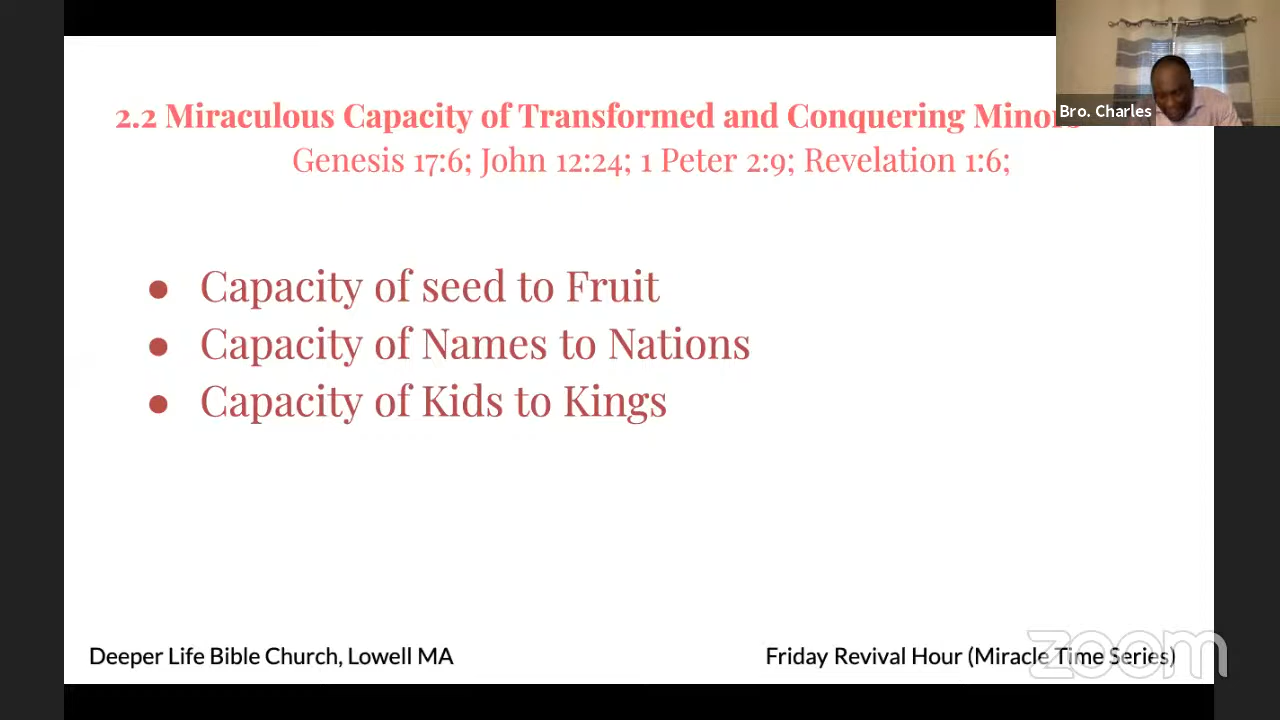 2.2 Miraculous Capacity of Transformed and Conquering
Genesis 17:6; John 12:24; 1 Peter 2:9; Revelation 1:6;
Bro. Charles
● Capacity of seed to Fruit
● Capacity of Names to Nations
● Capacity of Kids to Kings
Deeper Life Bible Church, Lowell MA
Friday Revival Hour (Miracle Time Series)
zoom